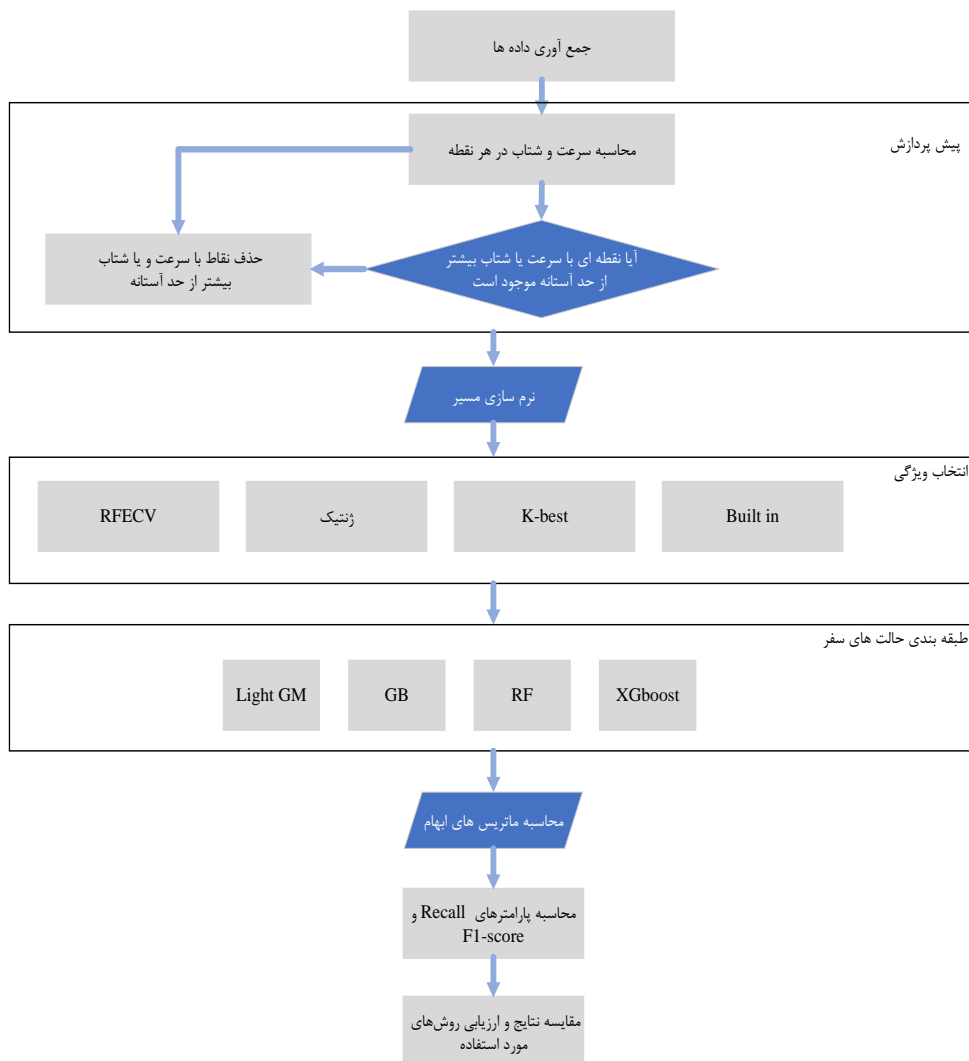 جمع آوری داده ها
پیش پردازش
محاسبه سرعت و شتاب در هر نقطه
آیا نقطه ای با سرعت یا شتاب بیشتر
از حد آستانه موجود است
حذف نقاط با سرعت و یا شتاب
بیشتر از حد آستانه
نرم سازی مسیر
انتخاب ویژگی
RFECV
ژنتیک
K-best
Built in
طبقه بندی حالت های سفر
Light GM
GB
RF
XGboost
محاسبه ماتریس های ابهام
محاسبه پارامترهای Recall و
F1-score
مقایسه نتایج و ارزیابی روش‌های
مورد استفاده